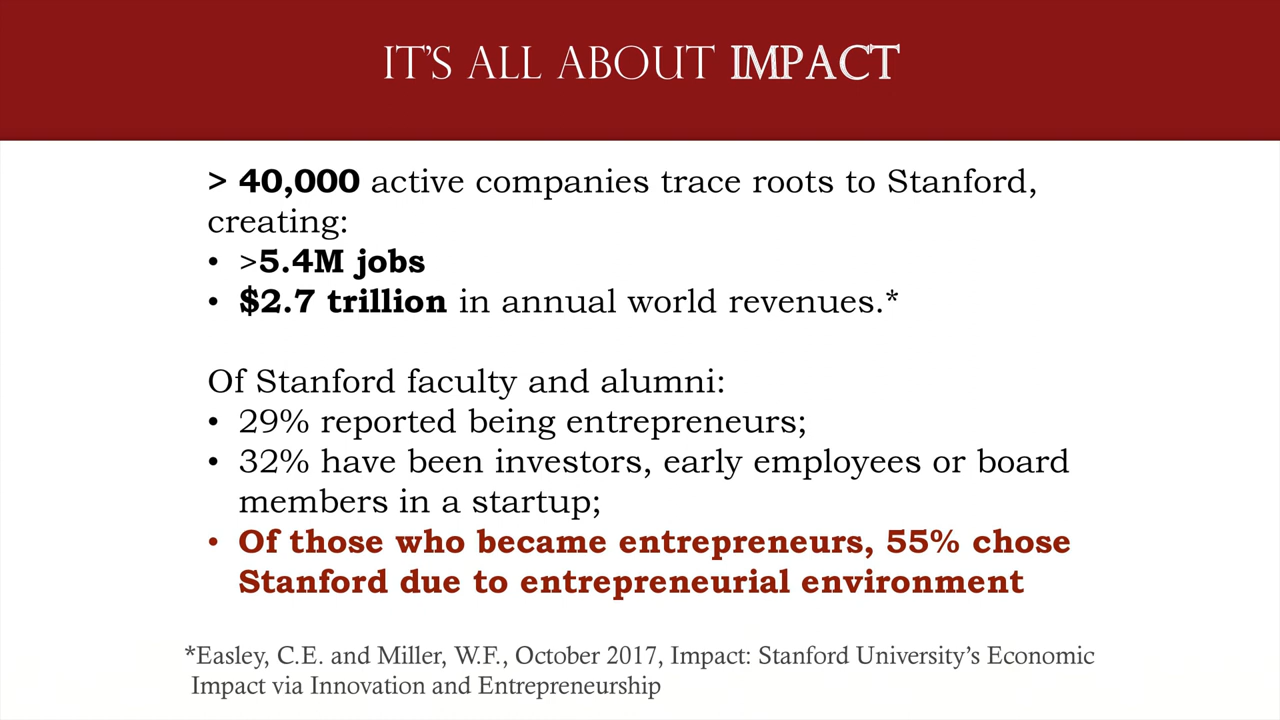 IT'S ALL ABOUT IMPACT
> 40,000 active companies trace roots to Stanford,
creating:
• >5.4M jobs
• $2.7 trillion in annual world revenues.*
Of Stanford faculty and alumni:
• 29% reported being entrepreneurs;
• 32% have been investors, early employees or board
members in a startup;
• Of those who became entrepreneurs, 55% chose
Stanford due to entrepreneurial environment
*Easley, C.E. and Miller, W.F., October 2017, Impact: Stanford University's Economic
Impact via Innovation and Entrepreneurship